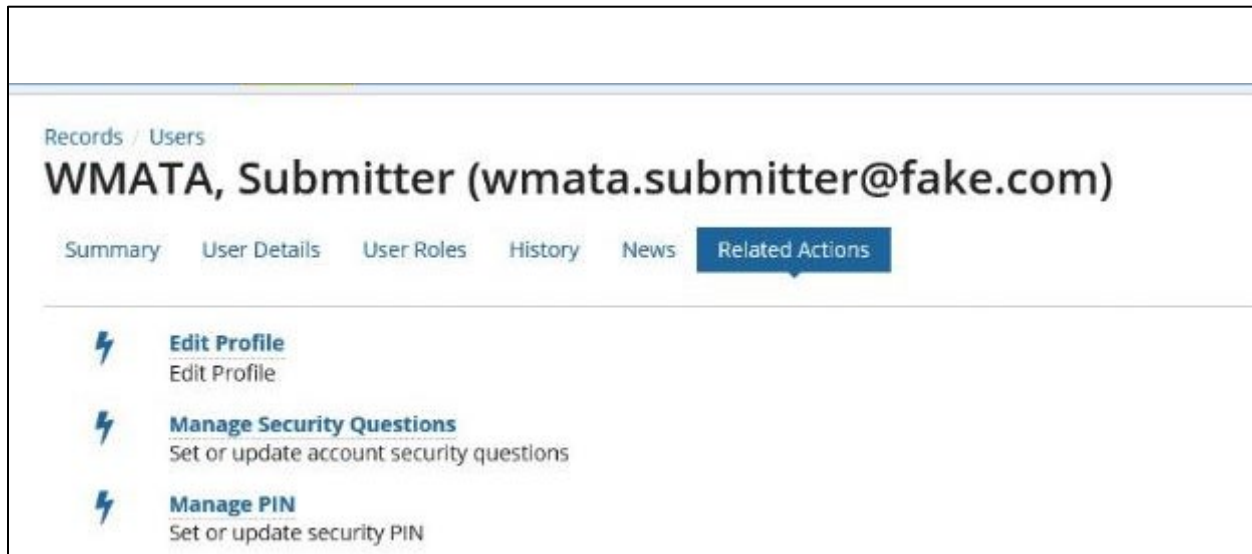 Records / Users
WMATA, Submitter (wmata.submitter@fake.com)
Summary User Details User Roles History News Related Actions
Edit Profile
Edit Profile
Manage Security Questions
Set or update account security questions
Manage PIN
Set or update security PIN